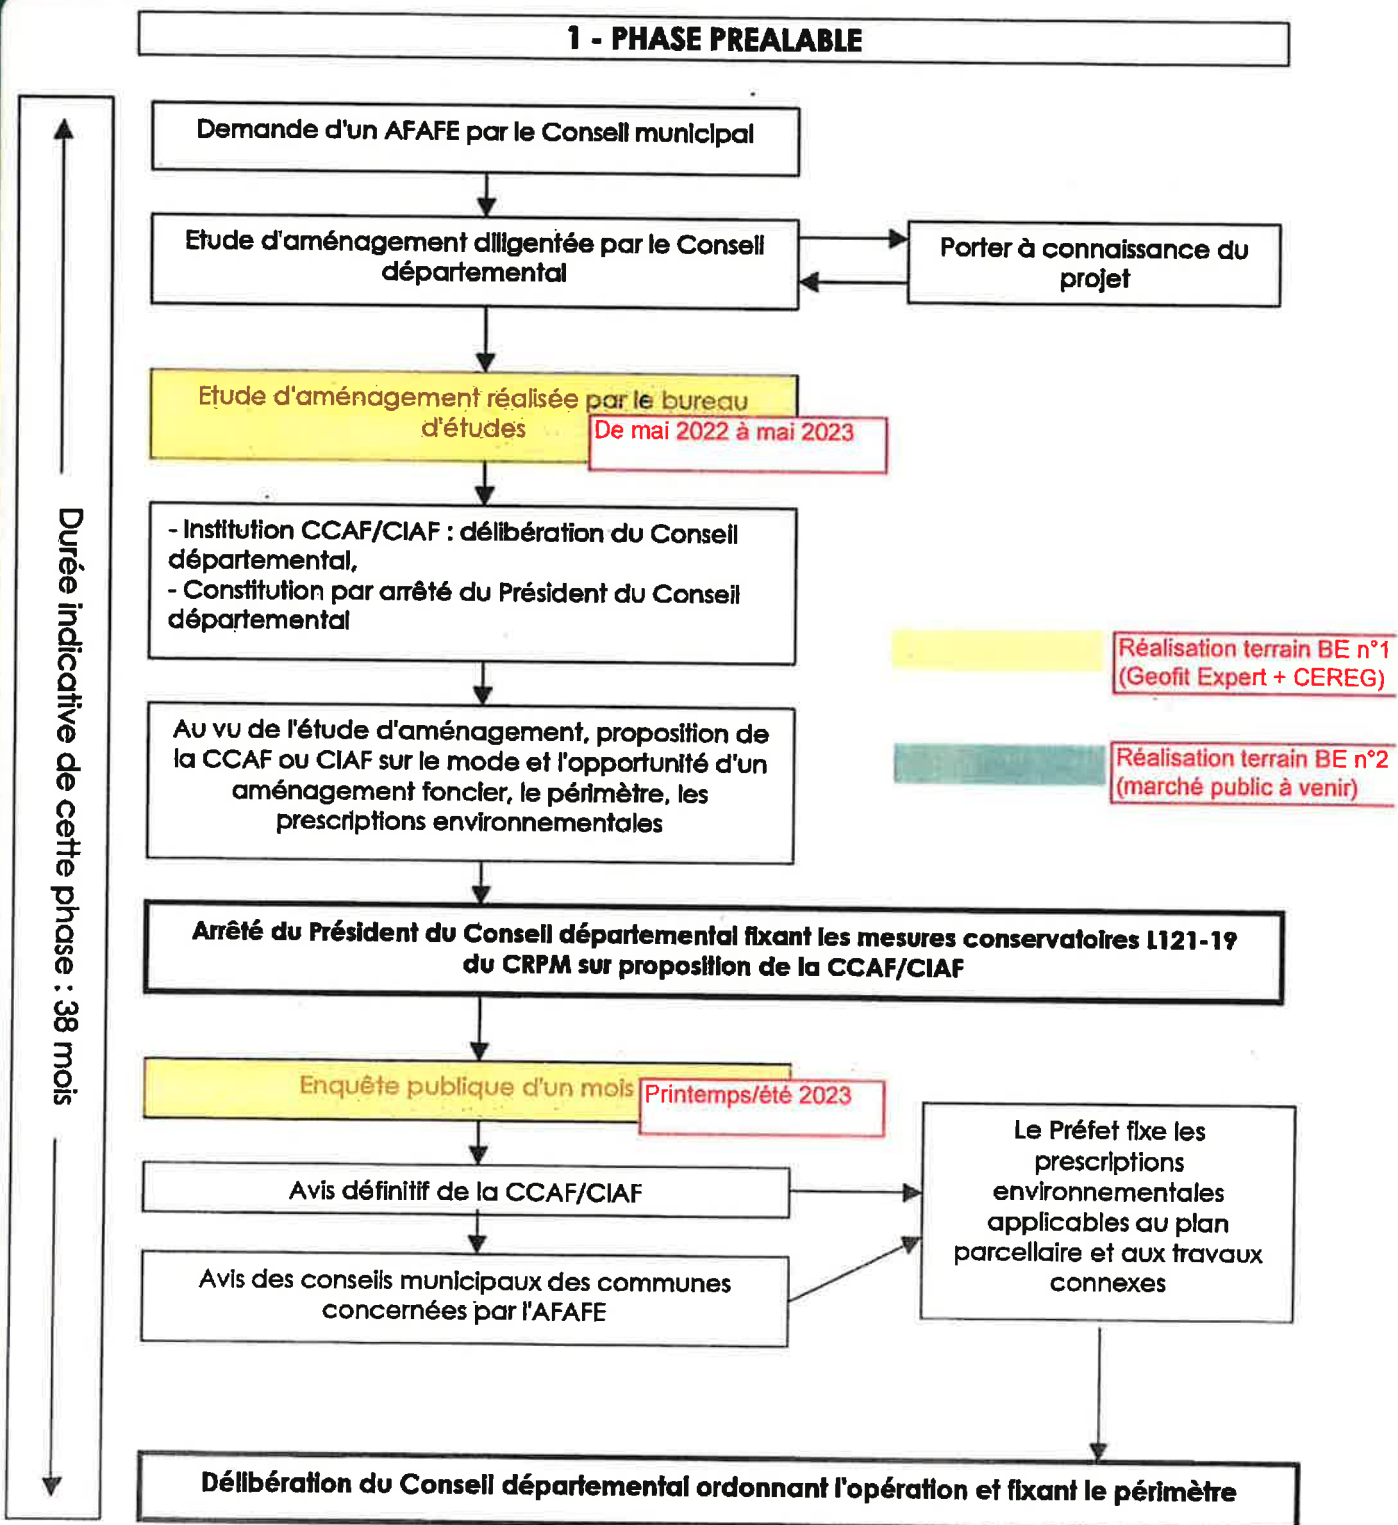 1 - PHASE PREALABLE
Durée indicative de cette phase : 38 mois
Demande d'un AFAFE par le Conseil municipal
Etude d'aménagement diligentée par le Conseil
départemental
Porter à connaissance du
projet
Etude d'aménagement réalisée par le bureau
d'études
De mai 2022 à mai 2023
- Institution CCAF/CIAF : délibération du Conseil
départemental,
- Constitution par arrêté du Président du Conseil
départemental
Réalisation terrain BE n°1
(Geofit Expert + CEREG)
Au vu de l'étude d'aménagement, proposition de
la CCAF ou CIAF sur le mode et l'opportunité d'un
aménagement foncier, le périmètre, les
prescriptions environnementales
Réalisation terrain BE n°2
(marché public à venir)
Arrêté du Président du Conseil départemental fixant les mesures conservatoires L121-19
du CRPM sur proposition de la CCAF/CIAF
Enquête publique d'un mois
Printemps/été 2023
Avis définitif de la CCAF/CIAF
Avis des conseils municipaux des communes
concernées par l'AFAFE
Le Préfet fixe les
prescriptions
environnementales
applicables au plan
parcellaire et aux travaux
connexes
Délibération du Conseil départemental ordonnant l'opération et fixant le périmètre